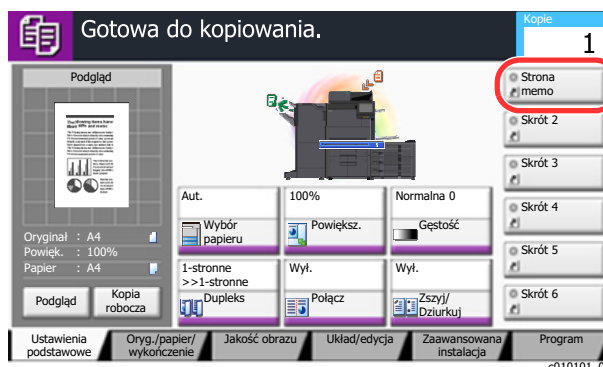 Gotowa do kopiowania.
Kopie
1
Podgląd
Strona
memo
Skrót 2
Skrót 3
Skrót 4
Skrót 5
Skrót 6
Aut.
100%
Normalna 0
Wybór
papieru
Powiększ.
Gęstość
1-stronne
>>1-stronne
Wył.
Wył.
Dupleks
Połącz
Zszyj/
Dziurkuj
Oryginał : A4
Powięk. : 100%
Papier : A4
Podgląd
Kopia
robocza
Ustawienia
podstawowe
Oryg./papier/
wykończenie
Jakość obrazu
Układ/edycja
Zaawansowana
instalacja
Program